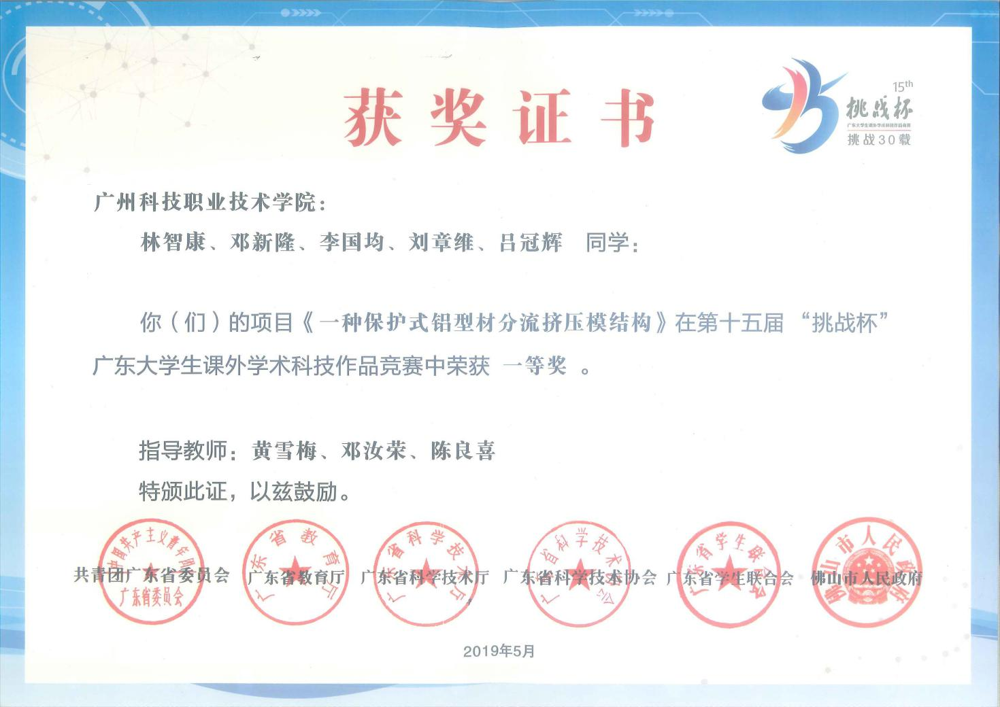 获奖证书
15th
挑战杯
广东大学生课外学术科技作品竞赛
挑战30载
广州科技职业技术学院：
林智康、邓新隆、李国均、刘章维、吕冠辉 同学：
你（们）的项目《一种保护式铝型材分流挤压模结构》在第十五届“挑战杯”
广东大学生课外学术科技作品竞赛中荣获 一等奖 。
指导教师：黄雪梅、邓汝荣、陈良喜
特颁此证，以兹鼓励。
中国共产主义青年团
广东省委员会
广东省教育厅
广东省科学技术厅
广东省科学技术协会
广东省学生联合会
佛山市人民政府
共青团广东省委员会 广东省教育厅 广东省科学技术厅 广东省科学技术协会 广东省学生联合会 佛山市人民政府
2019年5月